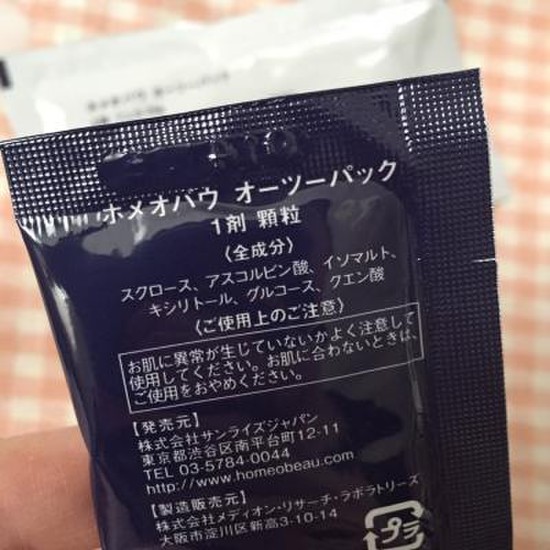 ホメオバウ オーツーパック
1剤 顆粒
〈全成分〉
スクロース、アスコルビン酸、イソマルト、
キシリトール、グルコース、クエン酸
〈ご使用上のご注意〉
お肌に異常が生じていないかよく注意して
使用してください。お肌に合わないときは、
ご使用をおやめください。
【発売元】
株式会社サンライズジャパン
東京都渋谷区南平台町12-11
TEL 03-5784-0044
http://www.homeobeau.com/
【製造販売元】
株式会社メディオン・リサーチ・ラボラトリーズ
大阪市淀川区新高3-10-14
プラ